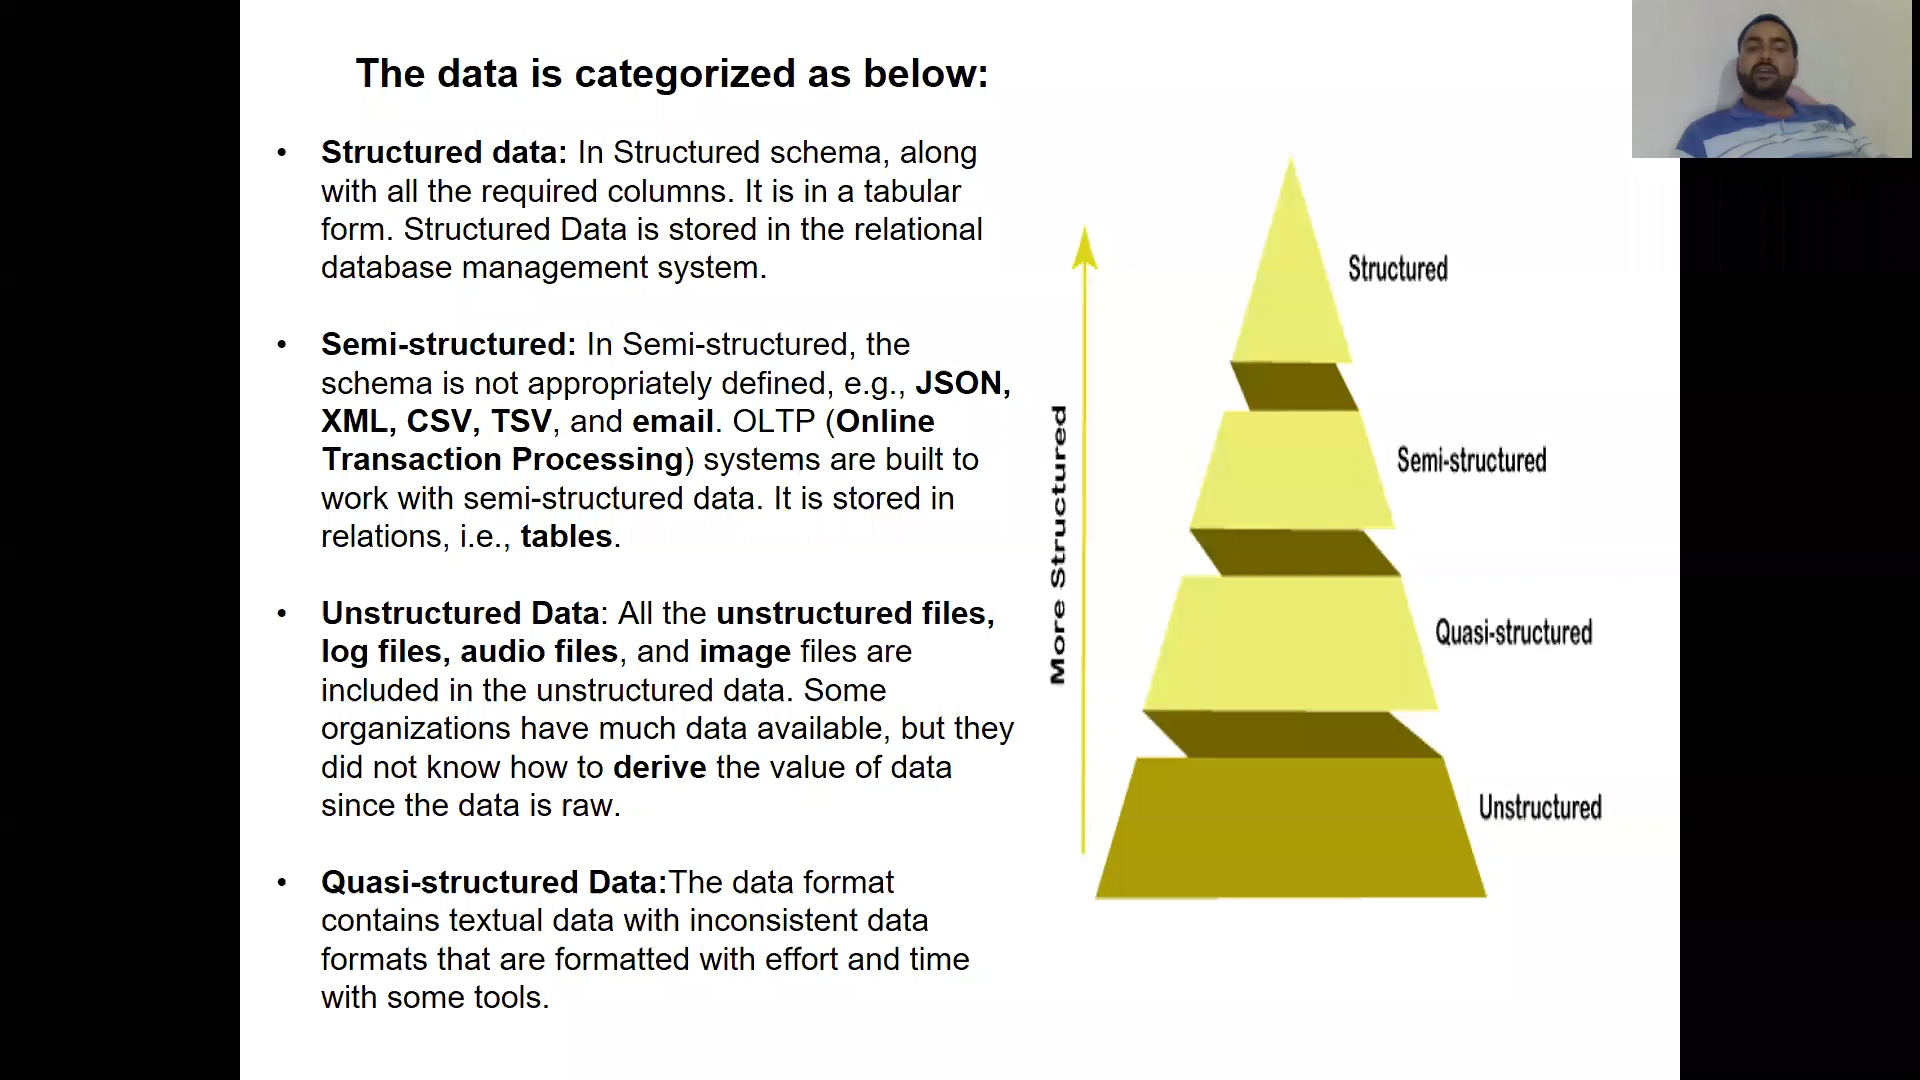 The data is categorized as below:
• Structured data: In Structured schema, along
with all the required columns. It is in a tabular
form. Structured Data is stored in the relational
database management system.
• Semi-structured: In Semi-structured, the
schema is not appropriately defined, e.g., JSON,
XML, CSV, TSV, and email. OLTP (Online
Transaction Processing) systems are built to
work with semi-structured data. It is stored in
relations, i.e., tables.
• Unstructured Data: All the unstructured files,
log files, audio files, and image files are
included in the unstructured data. Some
organizations have much data available, but they
did not know how to derive the value of data
since the data is raw.
• Quasi-structured Data:The data format
contains textual data with inconsistent data
formats that are formatted with effort and time
with some tools.
More Structured
Structured
Semi-structured
Quasi-structured
Unstructured